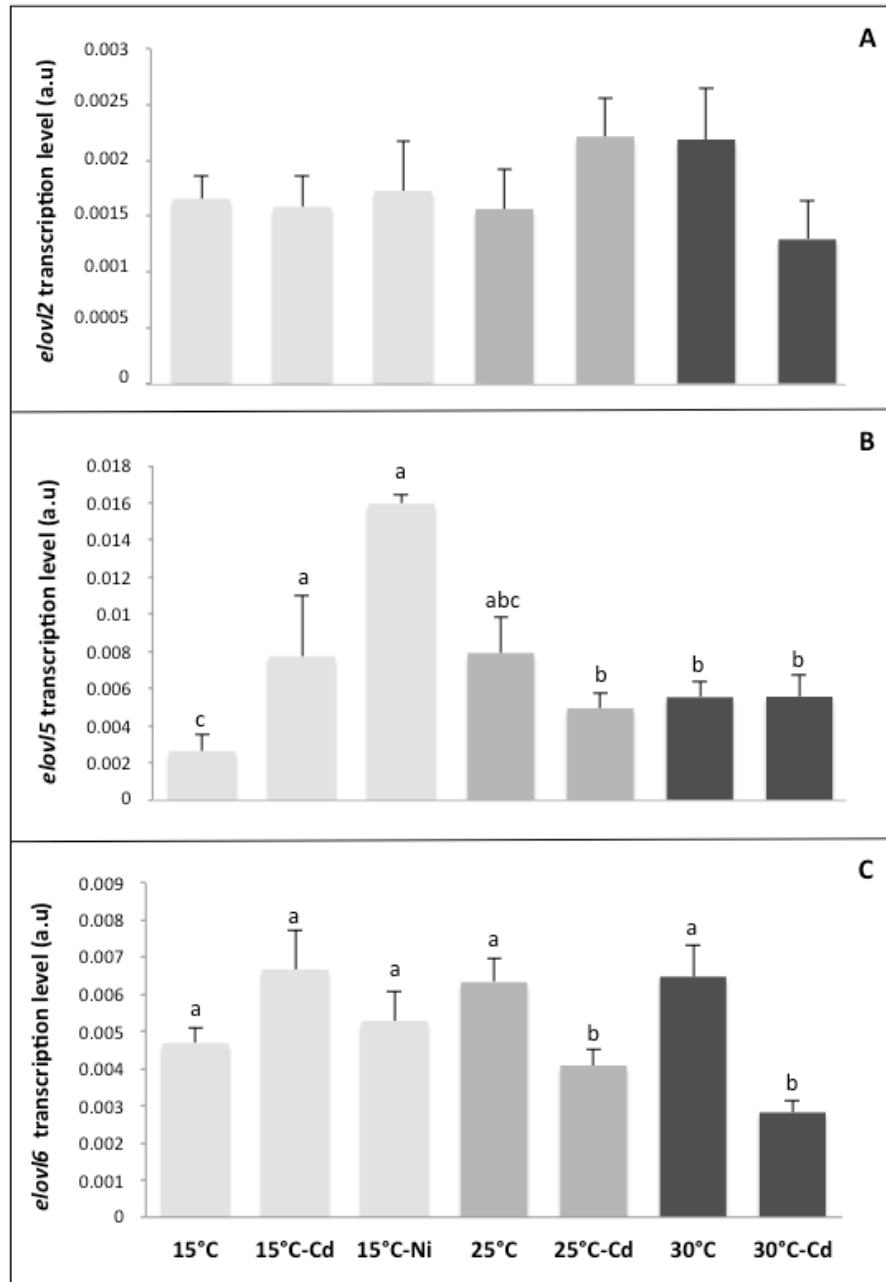 A
elovl2 transcription level (a.u)
0.003
0.0025
0.002
0.0015
0.001
0.0005
0
B
elovl5 transcription level (a.u)
0.018
0.016
0.014
0.012
0.01
0.008
0.006
0.004
0.002
0
c
a
a
abc
b
b
b
C
elovl6 transcription level (a.u)
0.009
0.008
0.007
0.006
0.005
0.004
0.003
0.002
0.001
0
a
a
a
a
b
a
b
15°C 15°C-Cd 15°C-Ni 25°C 25°C-Cd 30°C 30°C-Cd